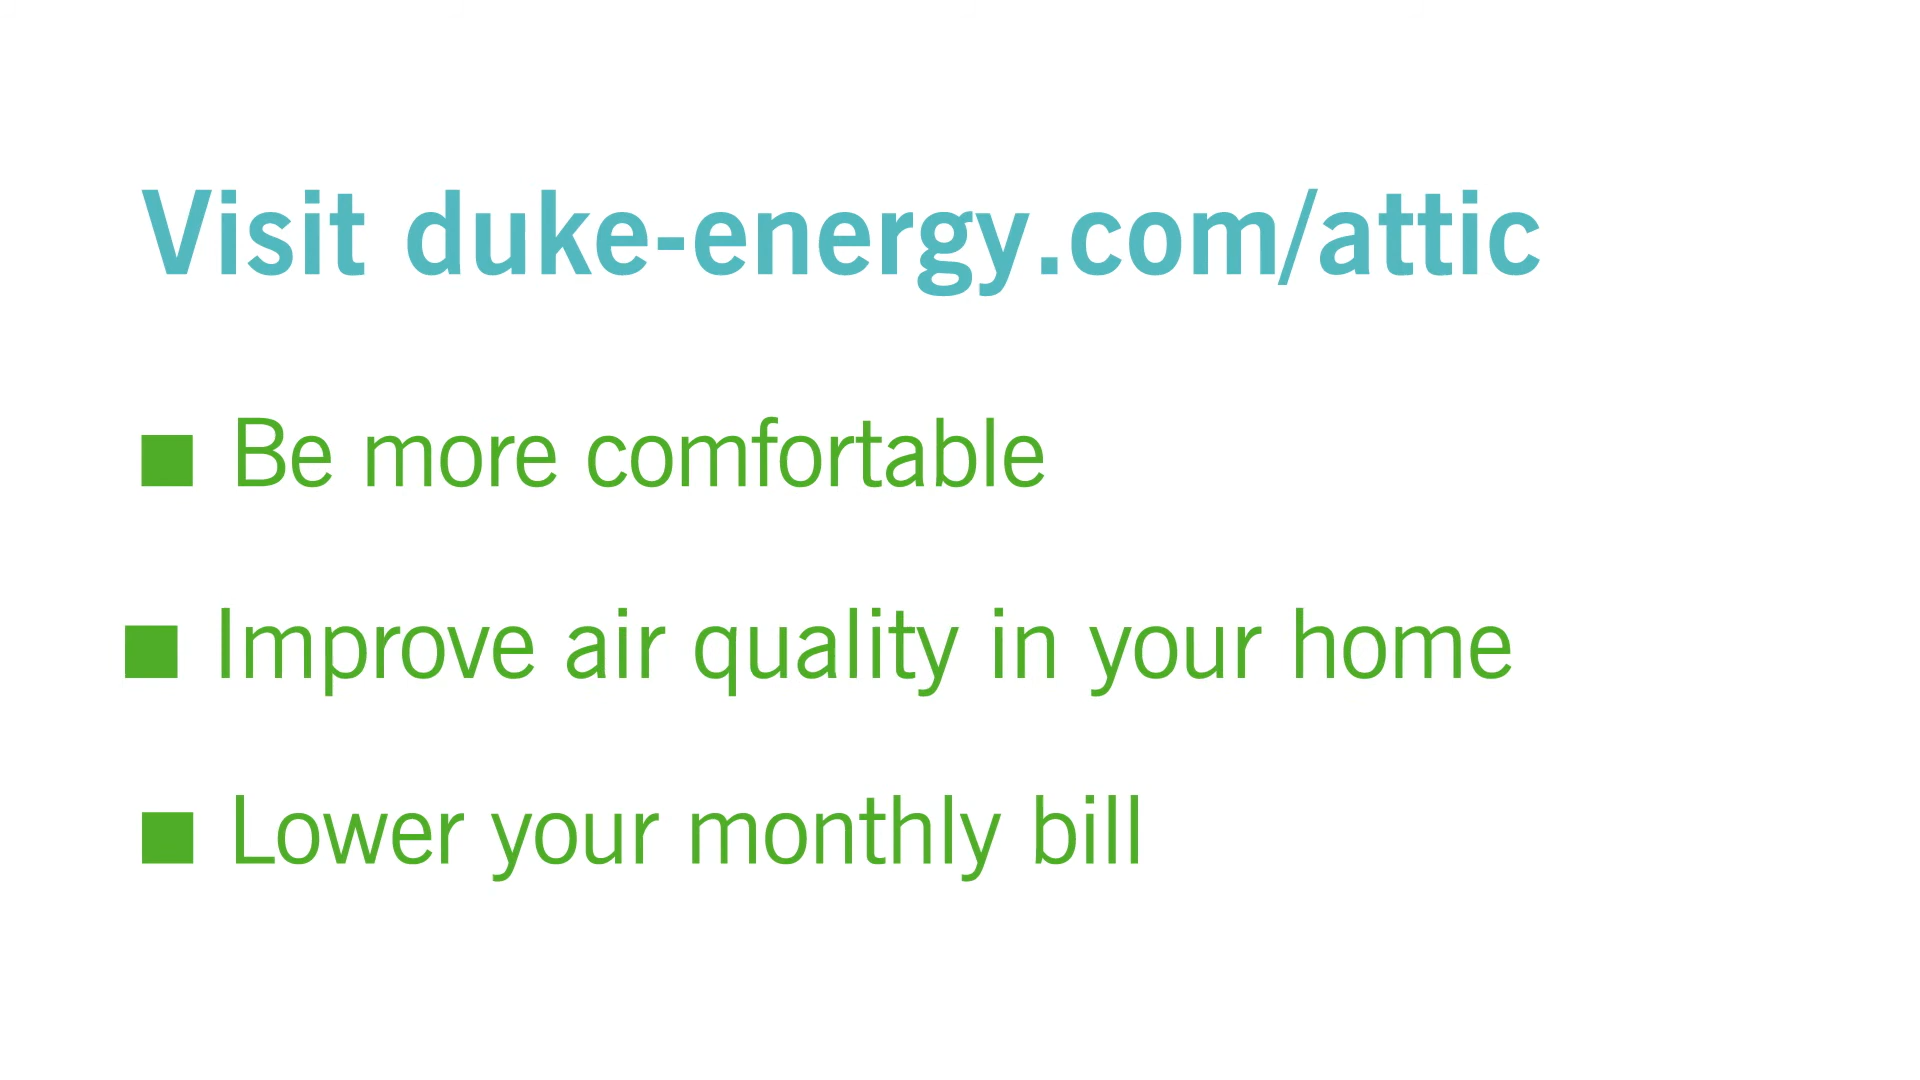 Visit duke-energy.com/attic
■ Be more comfortable
■ Improve air quality in your home
■ Lower your monthly bill